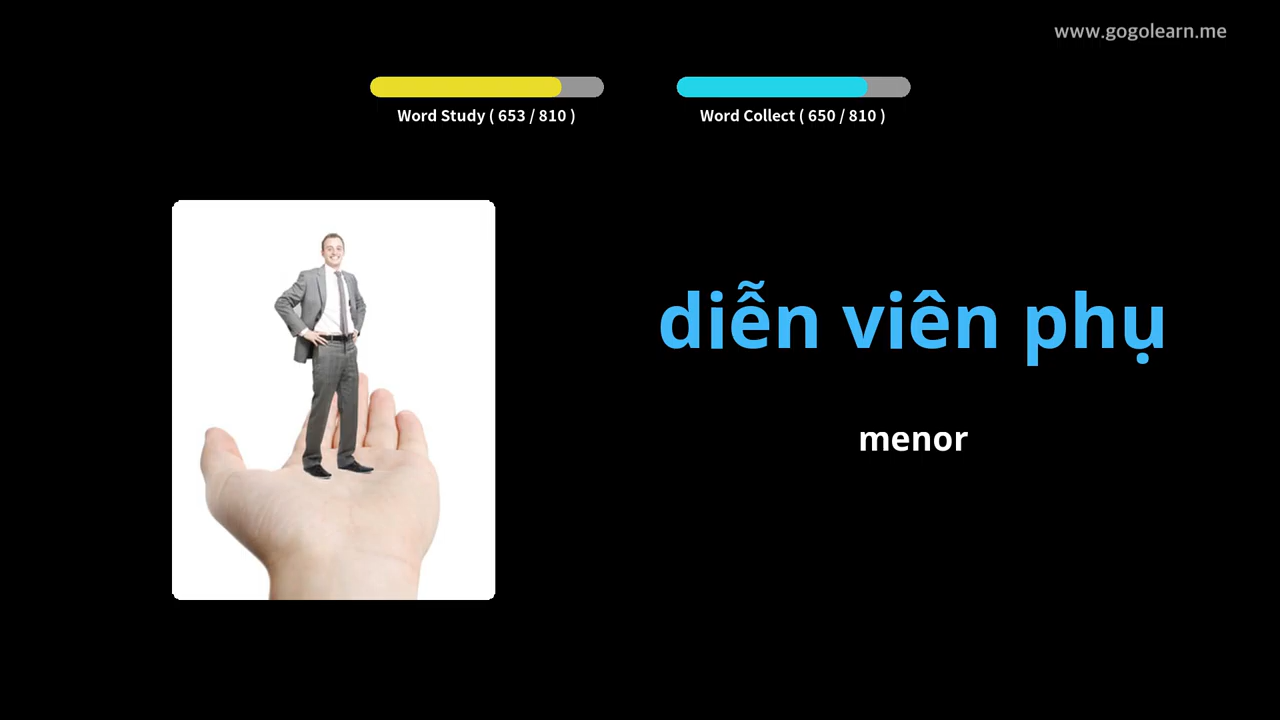 www.gogolearn.me
Word Study ( 653 / 810 )
Word Collect ( 650 / 810 )
diễn viên phụ
menor